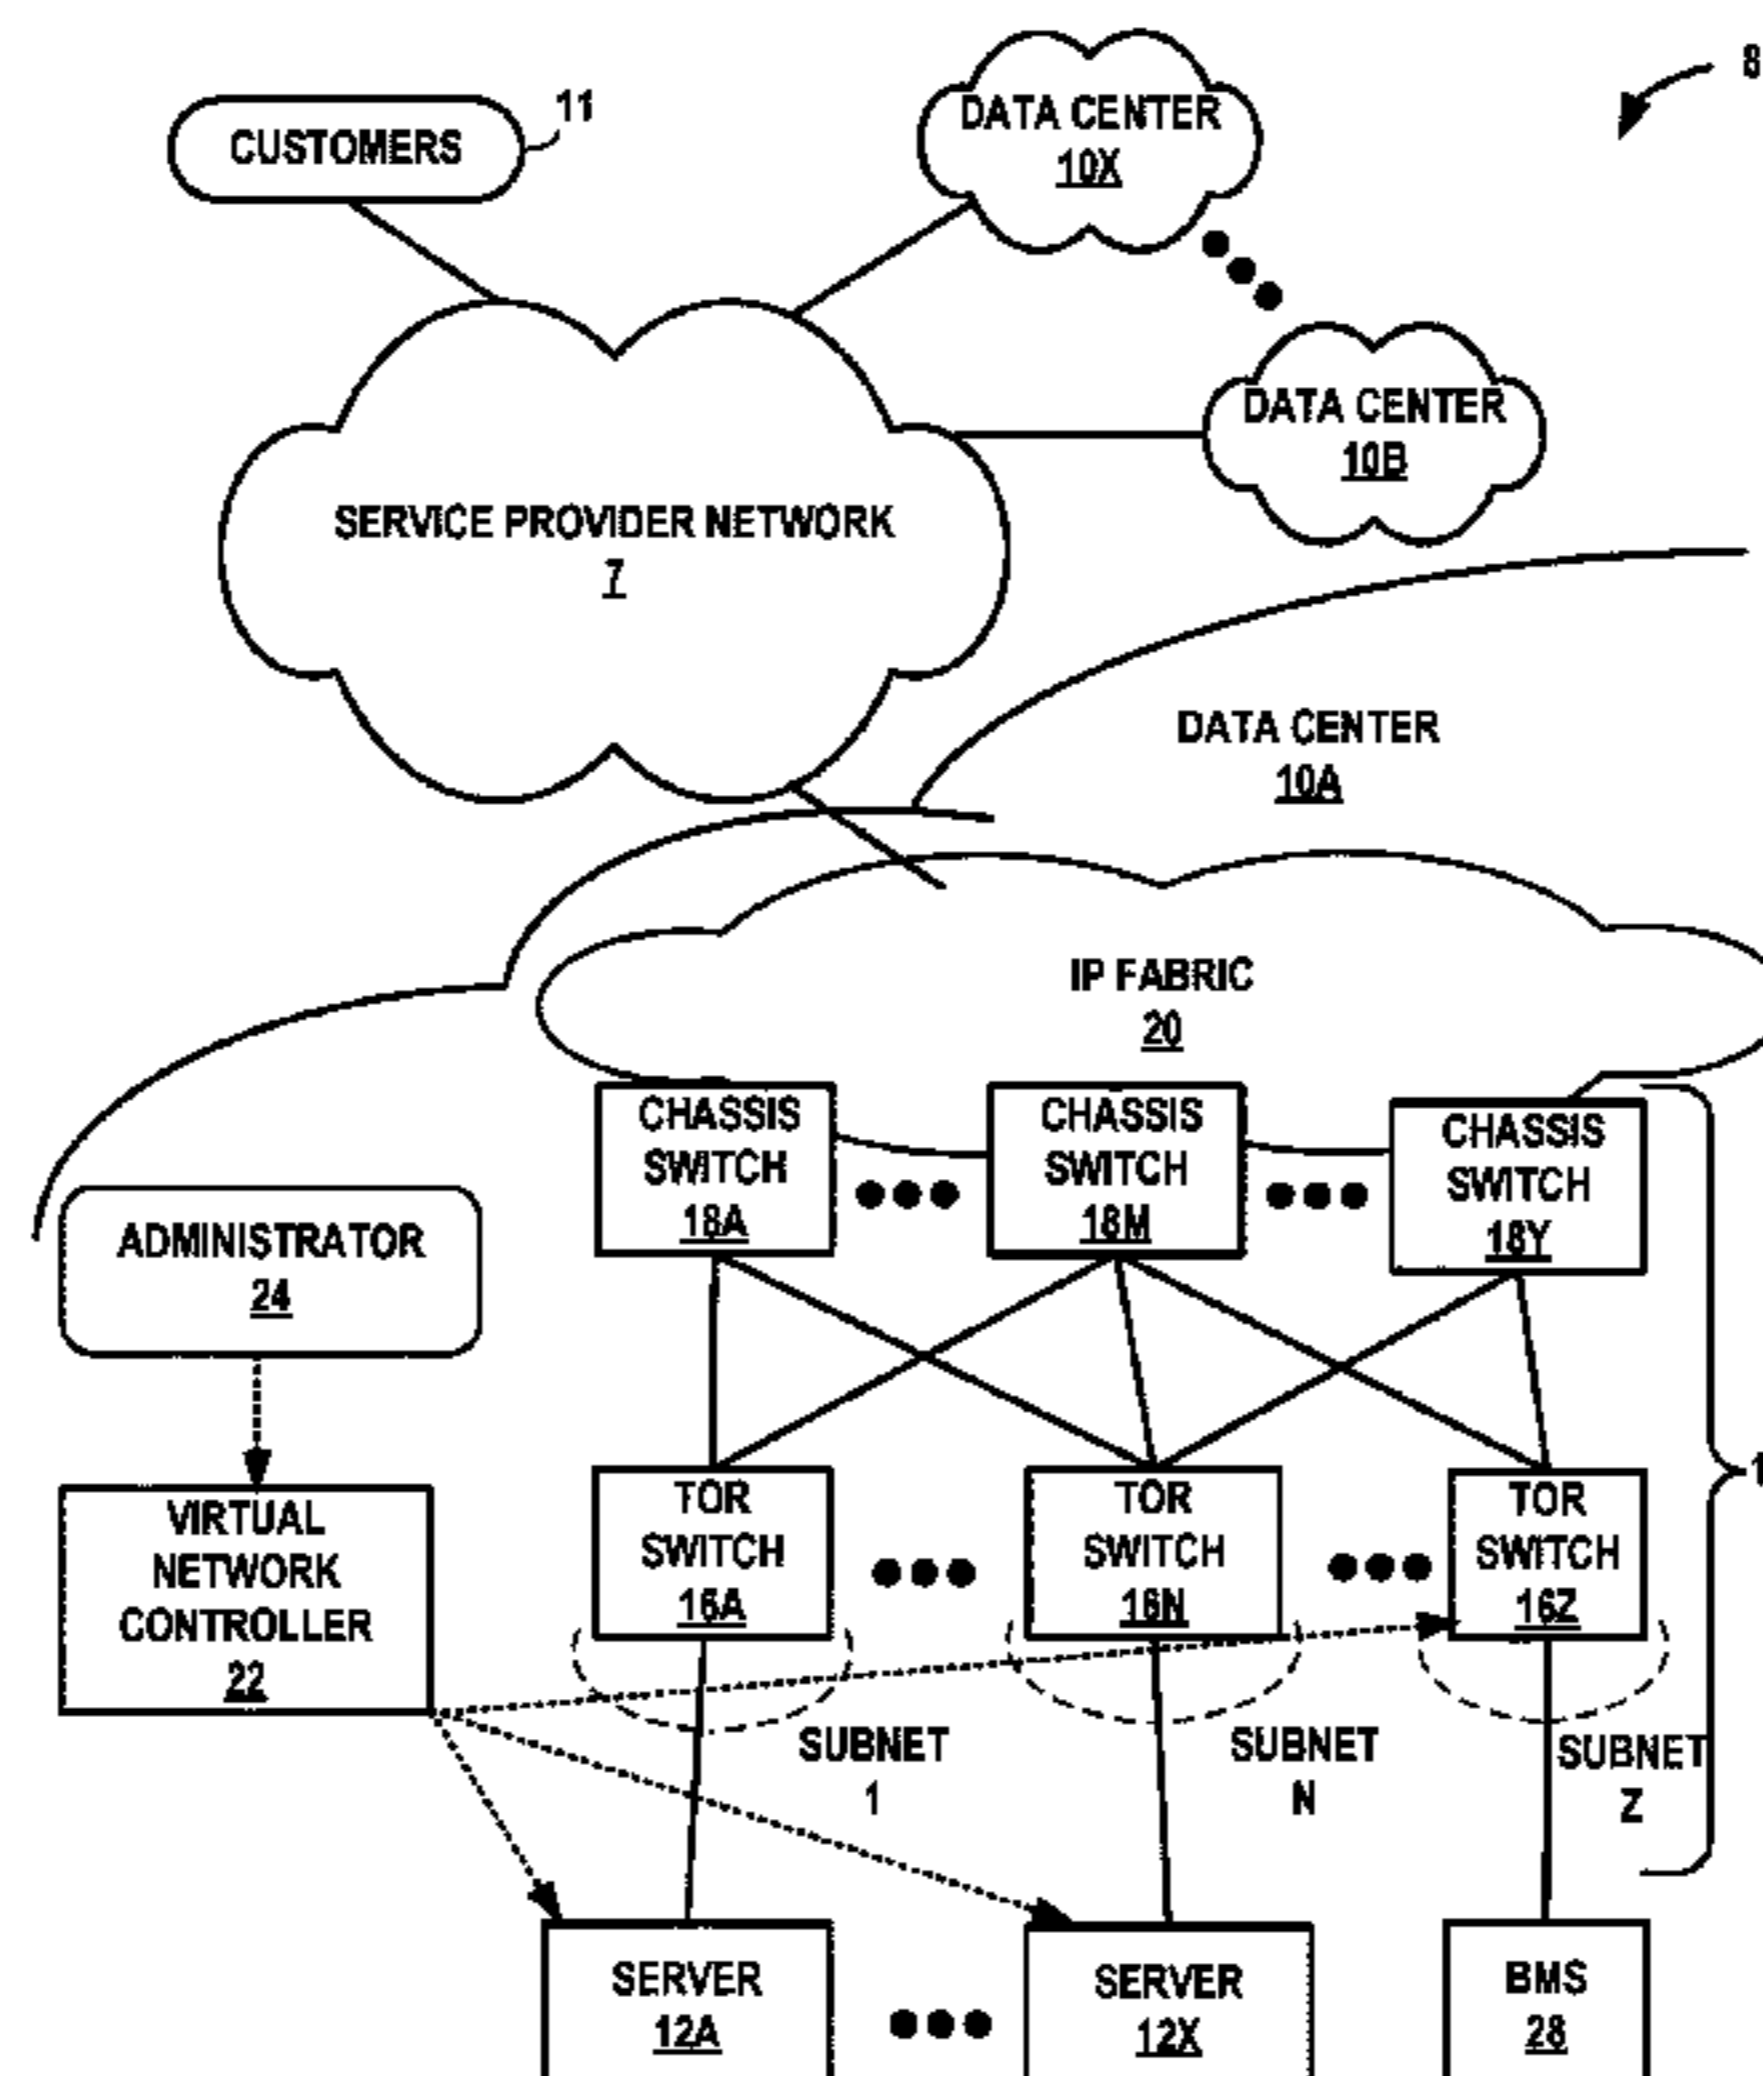 8
11
CUSTOMERS
DATA CENTER
10X
DATA CENTER
10B
SERVICE PROVIDER NETWORK
7
DATA CENTER
10A
IP FABRIC
20
CHASSIS
SWITCH
18A
CHASSIS
SWITCH
18M
CHASSIS
SWITCH
18Y
ADMINISTRATOR
24
VIRTUAL
NETWORK
CONTROLLER
22
TOR
SWITCH
16A
TOR
SWITCH
16N
TOR
SWITCH
16Z
SUBNET
1
SUBNET
N
SUBNET
Z
SERVER
12A
SERVER
12X
BMS
28